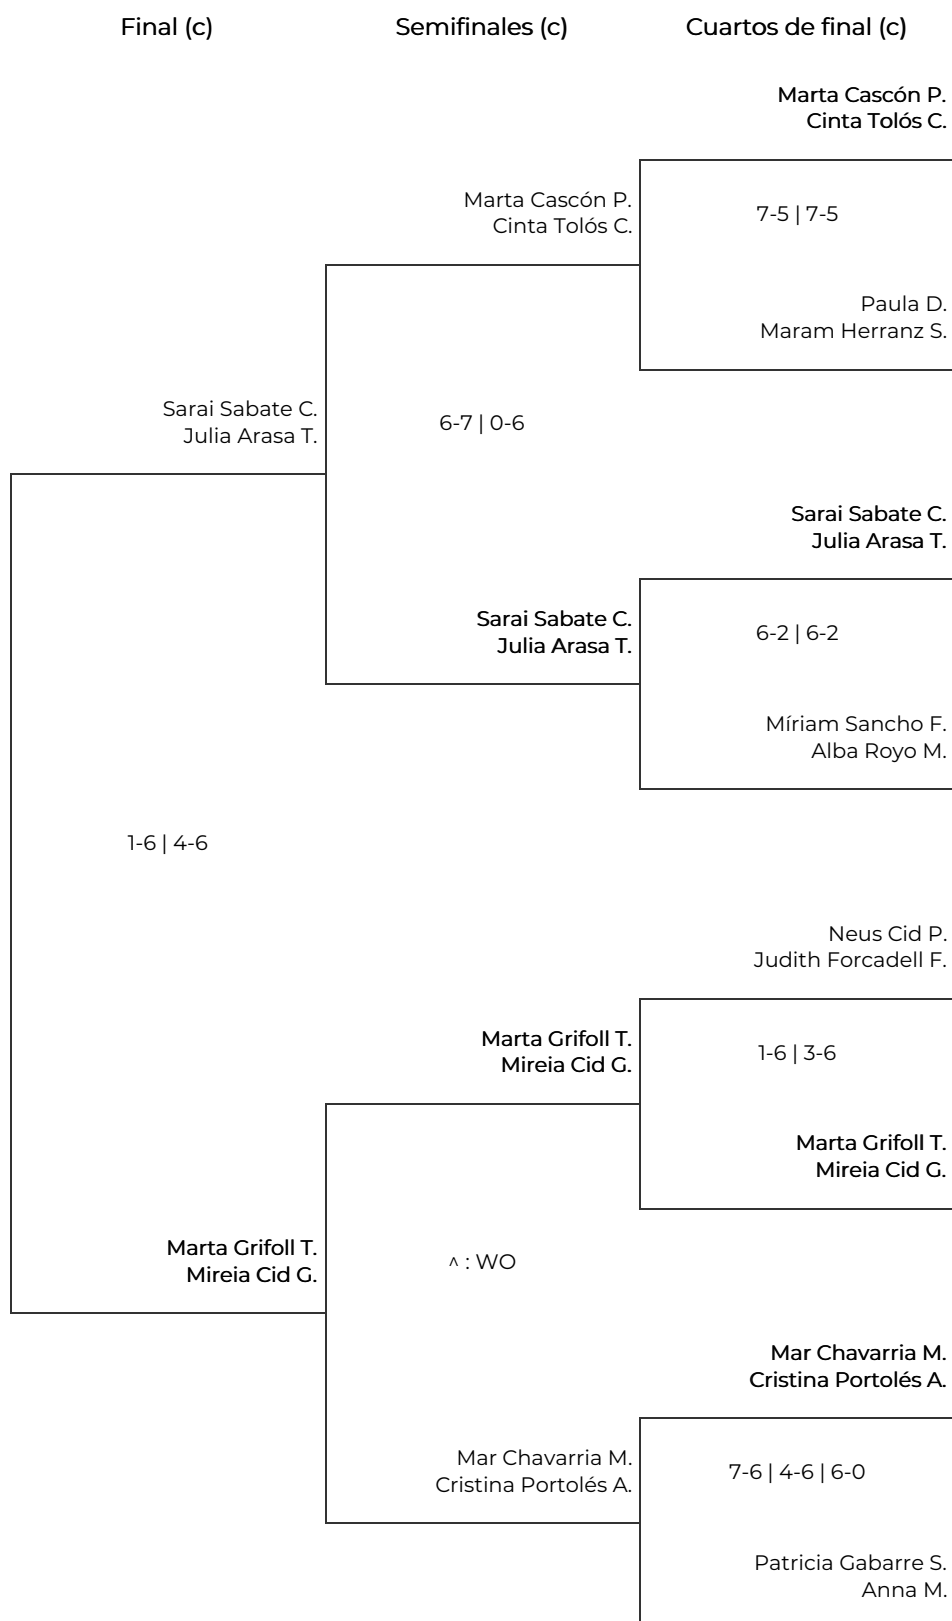 Final (c) Semifinales (c) Cuartos de final (c)
Marta Cascón P.
Cinta Tolós C.
Marta Cascón P.
Cinta Tolós C.
7-5 | 7-5
Paula D.
Maram Herranz S.
Sarai Sabate C.
Julia Arasa T.
6-7 | 0-6
Sarai Sabate C.
Julia Arasa T.
Sarai Sabate C.
Julia Arasa T.
6-2 | 6-2
Míriam Sancho F.
Alba Royo M.
1-6 | 4-6
Neus Cid P.
Judith Forcadell F.
Marta Grifoll T.
Mireia Cid G.
1-6 | 3-6
Marta Grifoll T.
Mireia Cid G.
Marta Grifoll T.
Mireia Cid G.
^ : WO
Mar Chavarria M.
Cristina Portolés A.
Mar Chavarria M.
Cristina Portolés A.
7-6 | 4-6 | 6-0
Patricia Gabarre S.
Anna M.